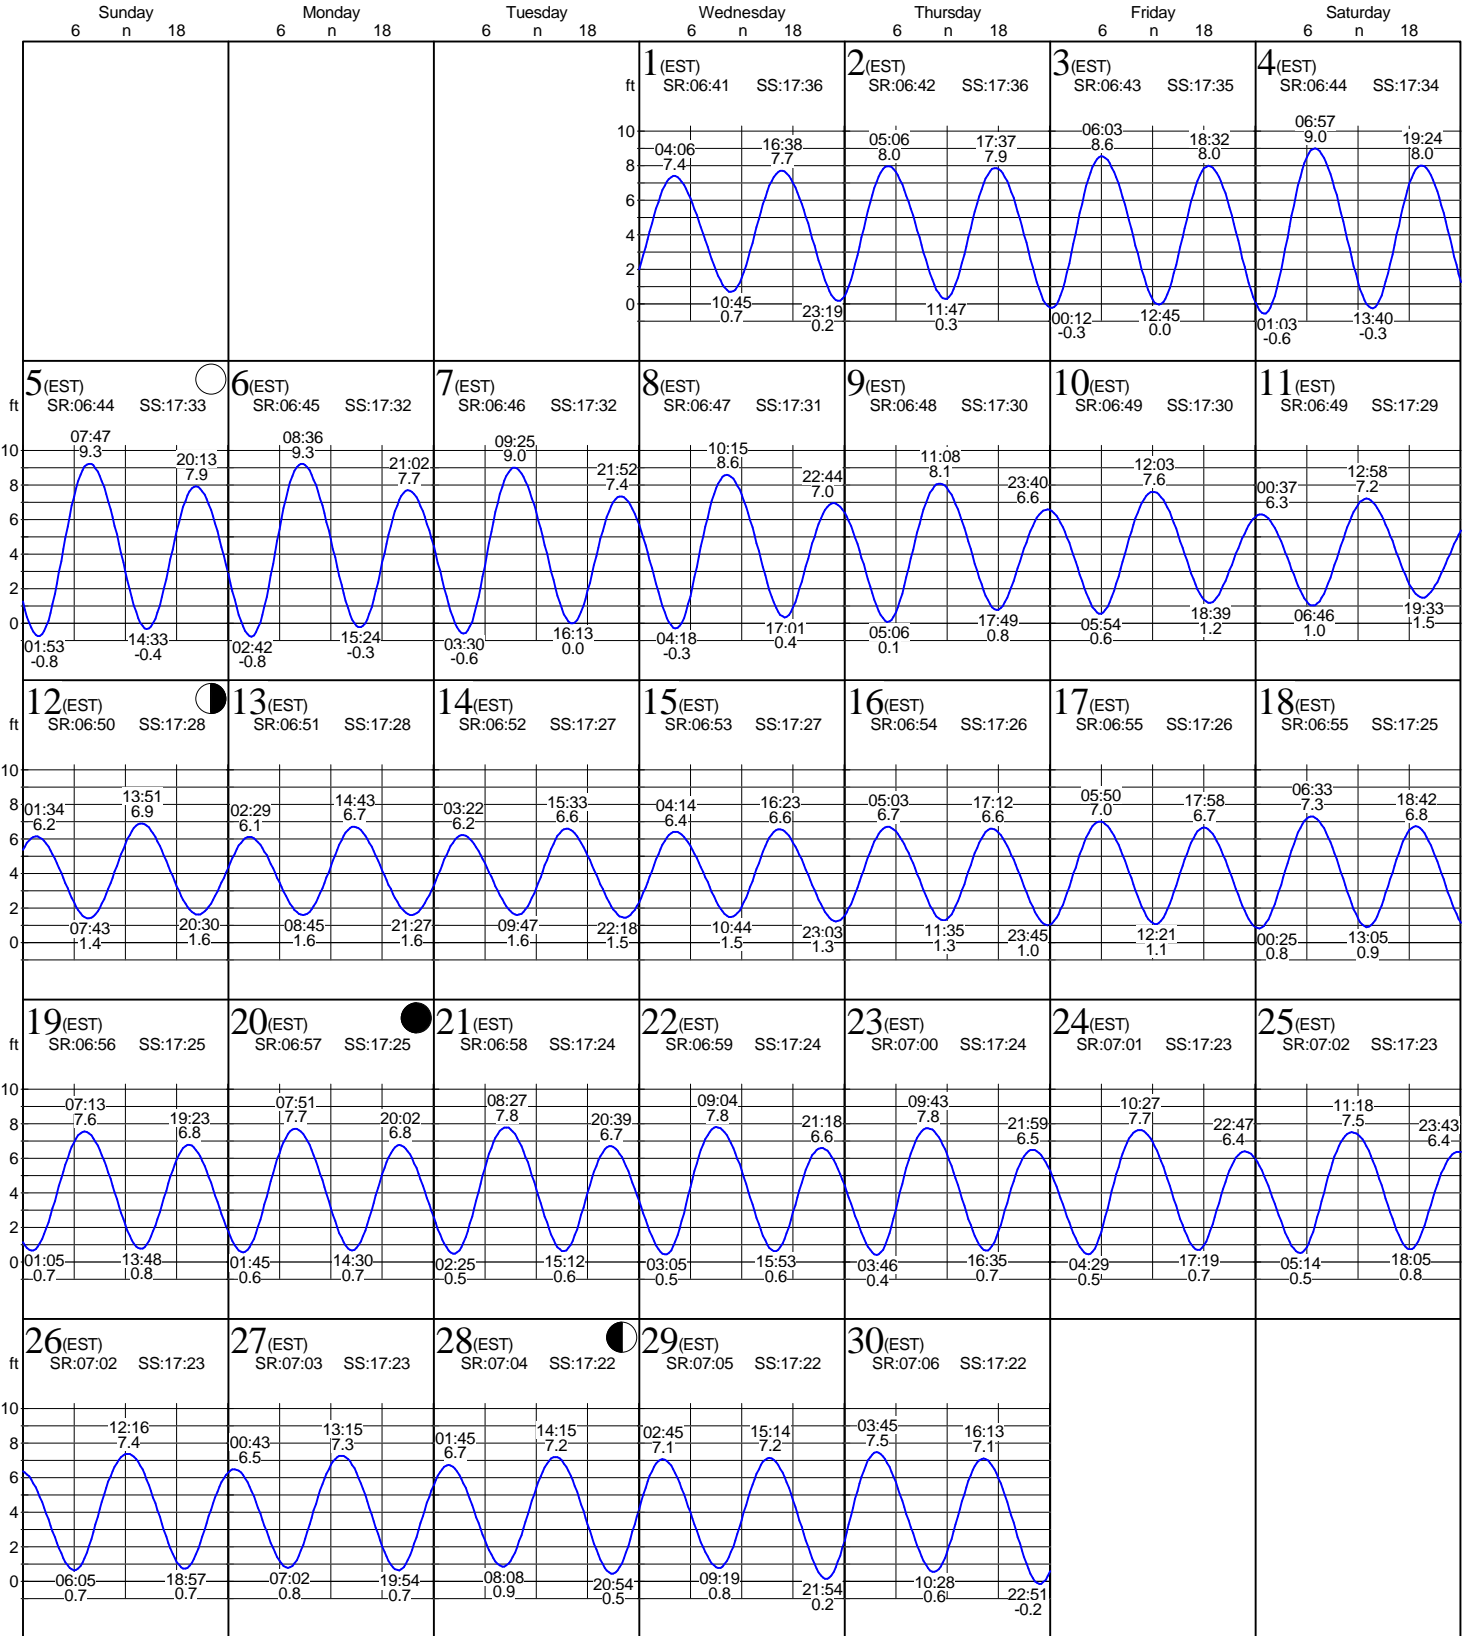 Sunday Monday Tuesday Wednesday Thursday Friday Saturday
6 n 18 6 n 18 6 n 18 6 n 18 6 n 18 6 n 18 6 n 18
1(EST) 2(EST) 3(EST) 4(EST)
ft SR:06:41 SS:17:36 SR:06:42 SS:17:36 SR:06:43 SS:17:35 SR:06:44 SS:17:34
10
8
6
4
2
0
04:06 7.4 16:38 7.7 05:06 8.0 17:37 7.9 06:03 8.6 18:32 8.0 06:57 9.0 19:24 8.0
10:45 0.7 23:19 0.2 11:47 0.3 00:12 -0.3 12:45 0.0 01:03 -0.6 13:40 -0.3
5(EST) 6(EST) 7(EST) 8(EST) 9(EST) 10(EST) 11(EST)
ft SR:06:44 SS:17:33 SR:06:45 SS:17:32 SR:06:46 SS:17:32 SR:06:47 SS:17:31 SR:06:48 SS:17:30 SR:06:49 SS:17:30 SR:06:49 SS:17:29
10
8
6
4
2
0
07:47 9.3 20:13 7.9 08:36 9.3 21:02 7.7 09:25 9.0 21:52 7.4 10:15 8.6 22:44 7.0 11:08 8.1 23:40 6.6 12:03 7.6 00:37 6.3 12:58 7.2
01:53 -0.8 14:33 -0.4 02:42 -0.8 15:24 -0.3 03:30 -0.6 16:13 0.0 04:18 -0.3 17:01 0.4 05:06 0.1 17:49 0.8 05:54 0.6 18:39 1.2 06:46 1.0 19:33 1.5
12(EST) 13(EST) 14(EST) 15(EST) 16(EST) 17(EST) 18(EST)
ft SR:06:50 SS:17:28 SR:06:51 SS:17:28 SR:06:52 SS:17:27 SR:06:53 SS:17:27 SR:06:54 SS:17:26 SR:06:55 SS:17:26 SR:06:55 SS:17:25
10
8
6
4
2
0
01:34 6.2 13:51 6.9 02:29 6.1 14:43 6.7 03:22 6.2 15:33 6.6 04:14 6.4 16:23 6.6 05:03 6.7 17:12 6.6 05:50 7.0 17:58 6.7 06:33 7.3 18:42 6.8
07:43 1.4 20:30 1.6 08:45 1.6 21:27 1.6 09:47 1.6 22:18 1.5 10:44 1.5 23:03 1.3 11:35 1.3 23:45 1.0 12:21 1.1 00:25 0.8 13:05 0.9
19(EST) 20(EST) 21(EST) 22(EST) 23(EST) 24(EST) 25(EST)
ft SR:06:56 SS:17:25 SR:06:57 SS:17:25 SR:06:58 SS:17:24 SR:06:59 SS:17:24 SR:07:00 SS:17:24 SR:07:01 SS:17:23 SR:07:02 SS:17:23
10
8
6
4
2
0
07:13 7.6 19:23 6.8 07:51 7.7 20:02 6.8 08:27 7.8 20:39 6.7 09:04 7.8 21:18 6.6 09:43 7.8 21:59 6.5 10:27 7.7 22:47 6.4 11:18 7.5 23:43 6.4
01:05 0.7 13:48 0.8 01:45 0.6 14:30 0.7 02:25 0.5 15:12 0.6 03:05 0.5 15:53 0.6 03:46 0.4 16:35 0.7 04:29 0.5 17:19 0.7 05:14 0.5 18:05 0.8
26(EST) 27(EST) 28(EST) 29(EST) 30(EST)
ft SR:07:02 SS:17:23 SR:07:03 SS:17:23 SR:07:04 SS:17:22 SR:07:05 SS:17:22 SR:07:06 SS:17:22
10
8
6
4
2
0
12:16 7.4 00:43 6.5 13:15 7.3 01:45 6.7 14:15 7.2 02:45 7.1 15:14 7.2 03:45 7.5 16:13 7.1
06:05 0.7 18:57 0.7 07:02 0.8 19:54 0.7 08:08 0.9 20:54 0.5 09:19 0.8 21:54 0.2 10:28 0.6 22:51 -0.2